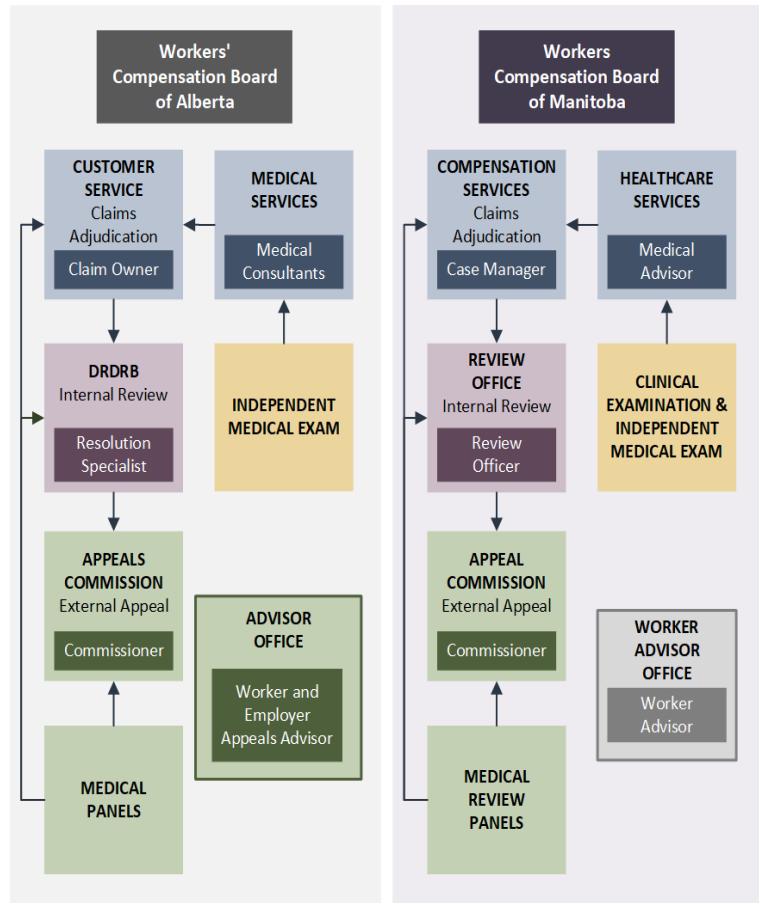 Workers'
Compensation Board
of Alberta
CUSTOMER
SERVICE
Claims
Adjudication
Claim Owner
MEDICAL
SERVICES
Medical
Consultants
DRDRB
Internal Review
Resolution
Specialist
INDEPENDENT
MEDICAL EXAM
APPEALS
COMMISSION
External Appeal
Commissioner
ADVISOR
OFFICE
Worker and
Employer
Appeals Advisor
MEDICAL
PANELS
Workers
Compensation Board
of Manitoba
COMPENSATION
SERVICES
Claims
Adjudication
Case Manager
HEALTHCARE
SERVICES
Medical
Advisor
REVIEW
OFFICE
Internal Review
Review
Officer
CLINICAL
EXAMINATION &
INDEPENDENT
MEDICAL EXAM
APPEAL
COMMISSION
External Appeal
Commissioner
WORKER
ADVISOR
OFFICE
Worker
Advisor
MEDICAL
REVIEW
PANELS